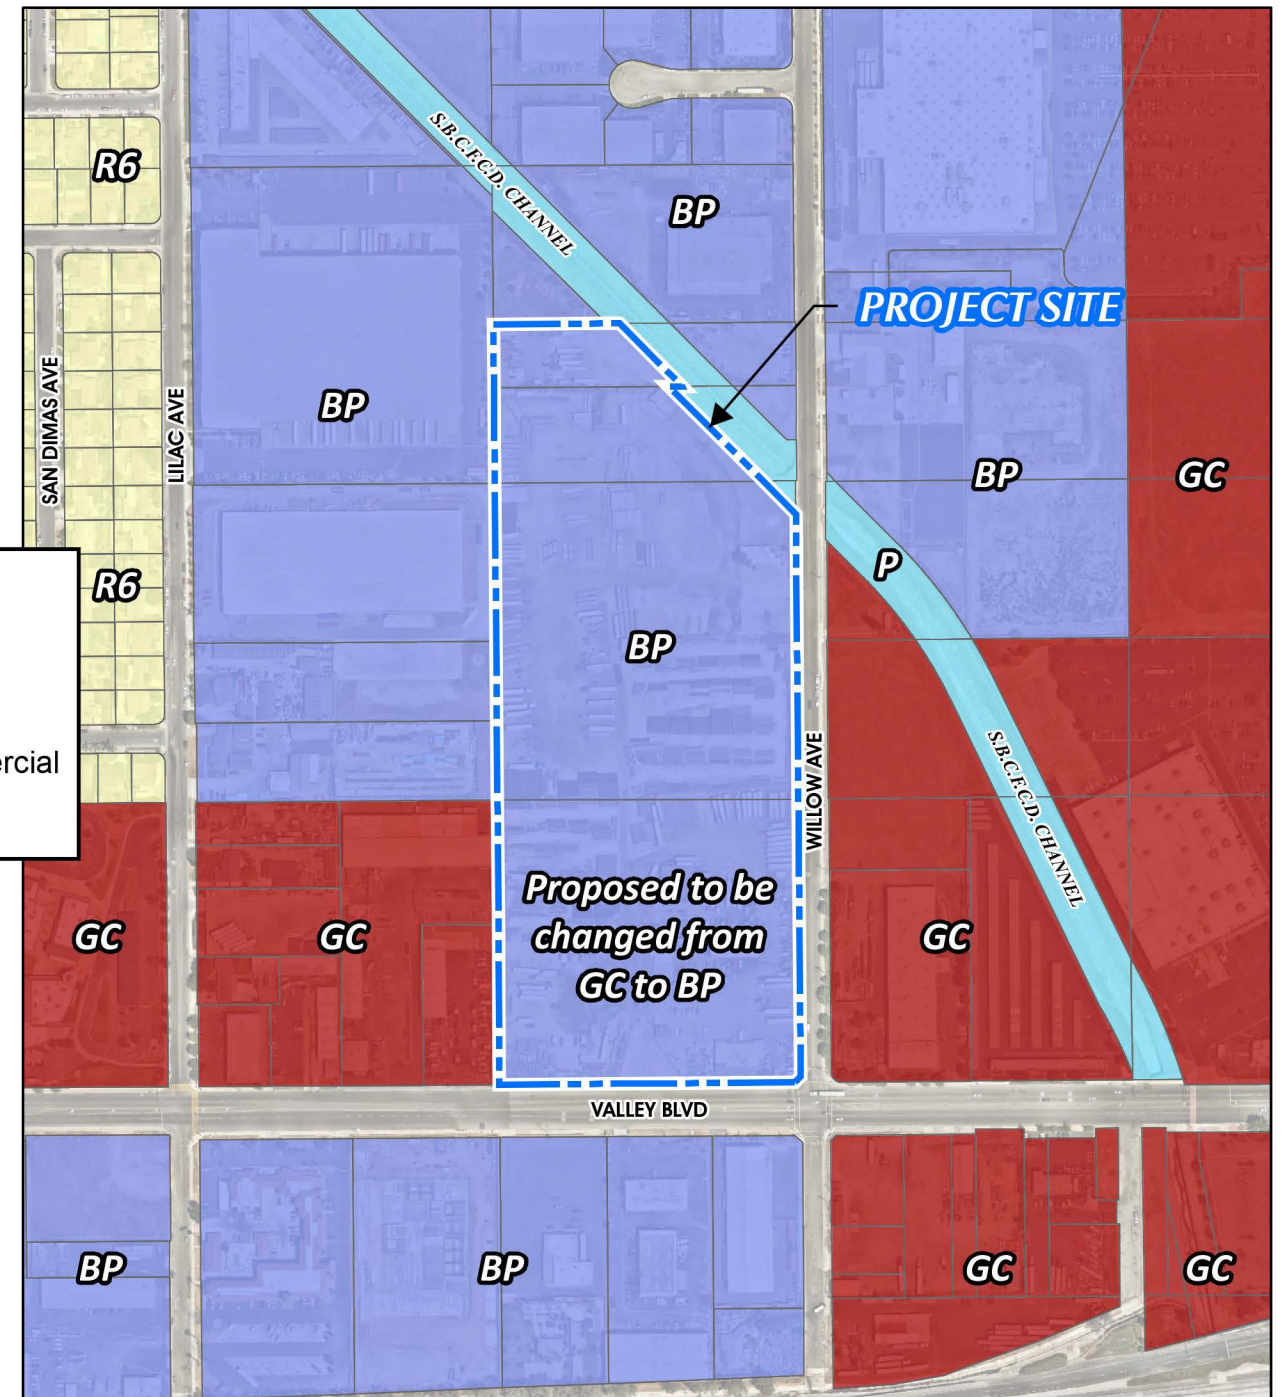 S.B.C.F.C.D. CHANNEL
R6
BP
PROJECT SITE
SAN DIMAS AVE
LILAC AVE
BP
BP
GC
P
R6
BP
WILLOW AVE
S.B.C.F.C.D. CHANNEL
Proposed to be
changed from
GC to BP
GC
GC
GC
VALLEY BLVD
BP
BP
GC
GC